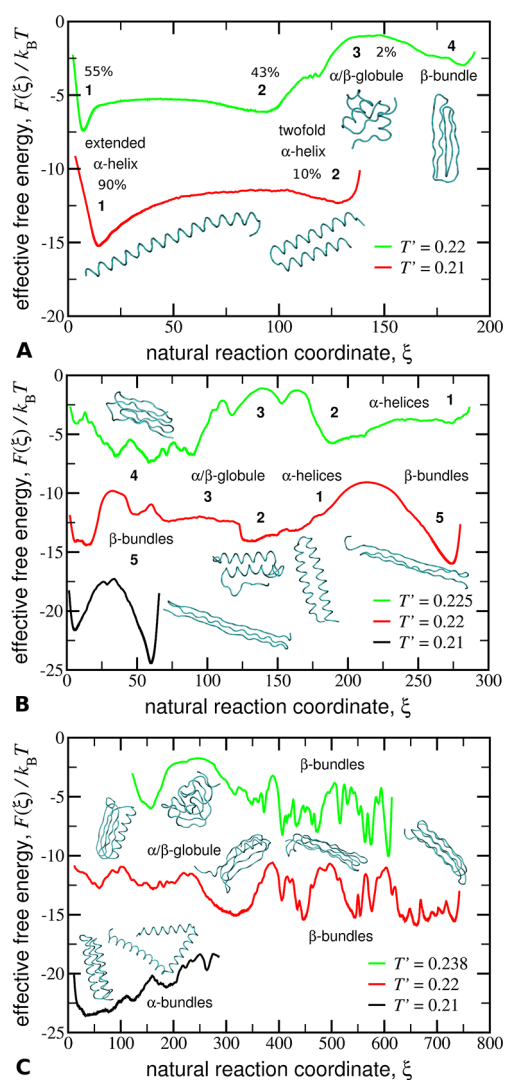 effective free energy, F(ξ) / k_BT
0
-5
-10
-15
-20
55%
1
43%
2
3 2%
4
α/β-globule
β-bundle
extended
α-helix
90%
1
twofold
α-helix
10%
2
T' = 0.22
T' = 0.21
0 50 100 150 200
A
natural reaction coordinate, ξ
effective free energy, F(ξ) / k_BT
0
-5
-10
-15
-20
-25
3
2
α-helices
1
4
α/β-globule
3
2
α-helices
1
β-bundles
5
β-bundles
5
T' = 0.225
T' = 0.22
T' = 0.21
0 50 100 150 200 250 300
B
natural reaction coordinate, ξ
effective free energy, F(ξ) / k_BT
0
-5
-10
-15
-20
-25
β-bundles
α/β-globule
β-bundles
α-bundles
T' = 0.238
T' = 0.22
T' = 0.21
0 100 200 300 400 500 600 700 800
C
natural reaction coordinate, ξ